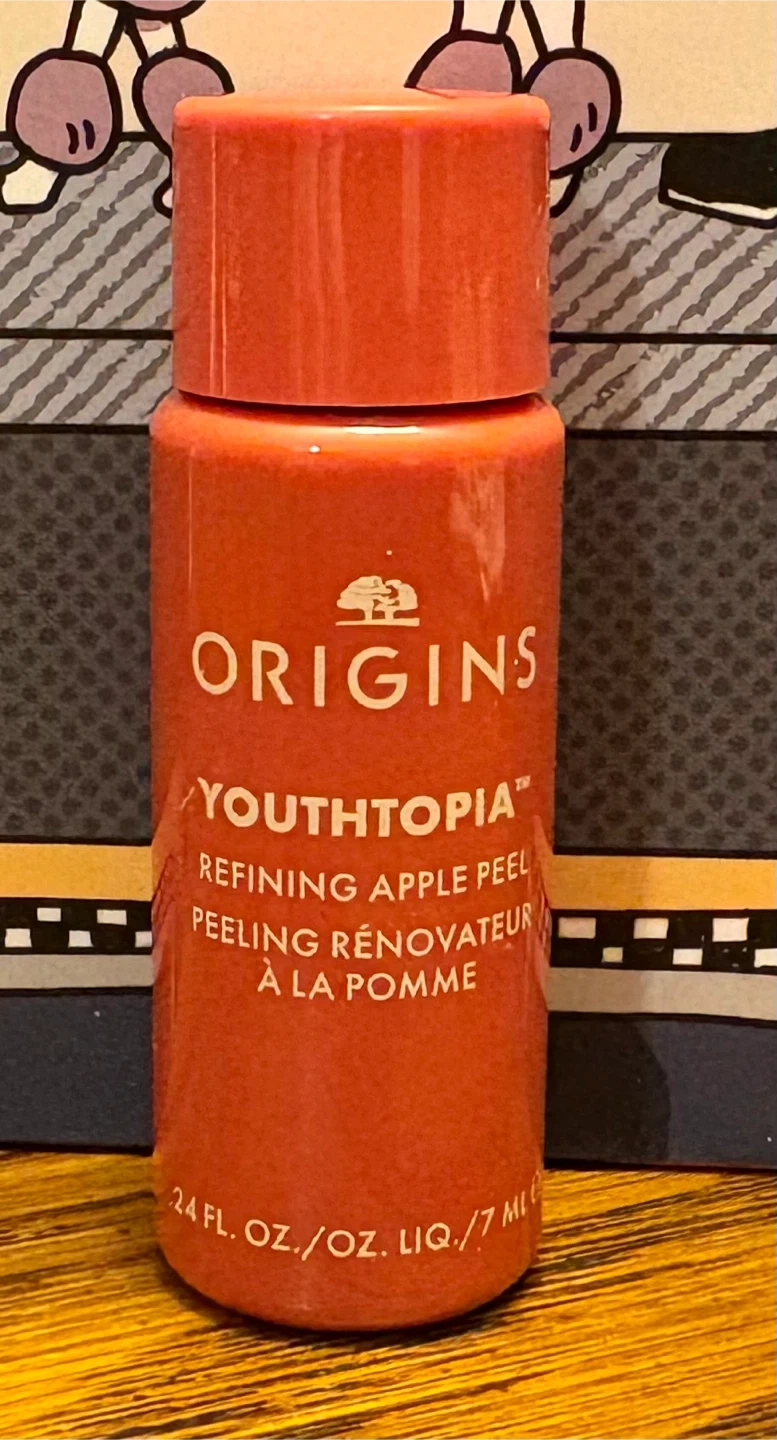 ORIGINS
YOUTHTOPIA™
REFINING APPLE PEEL
PEELING RÉNOVATEUR
À LA POMME
.24 FL. OZ./OZ. LIQ./7 ML